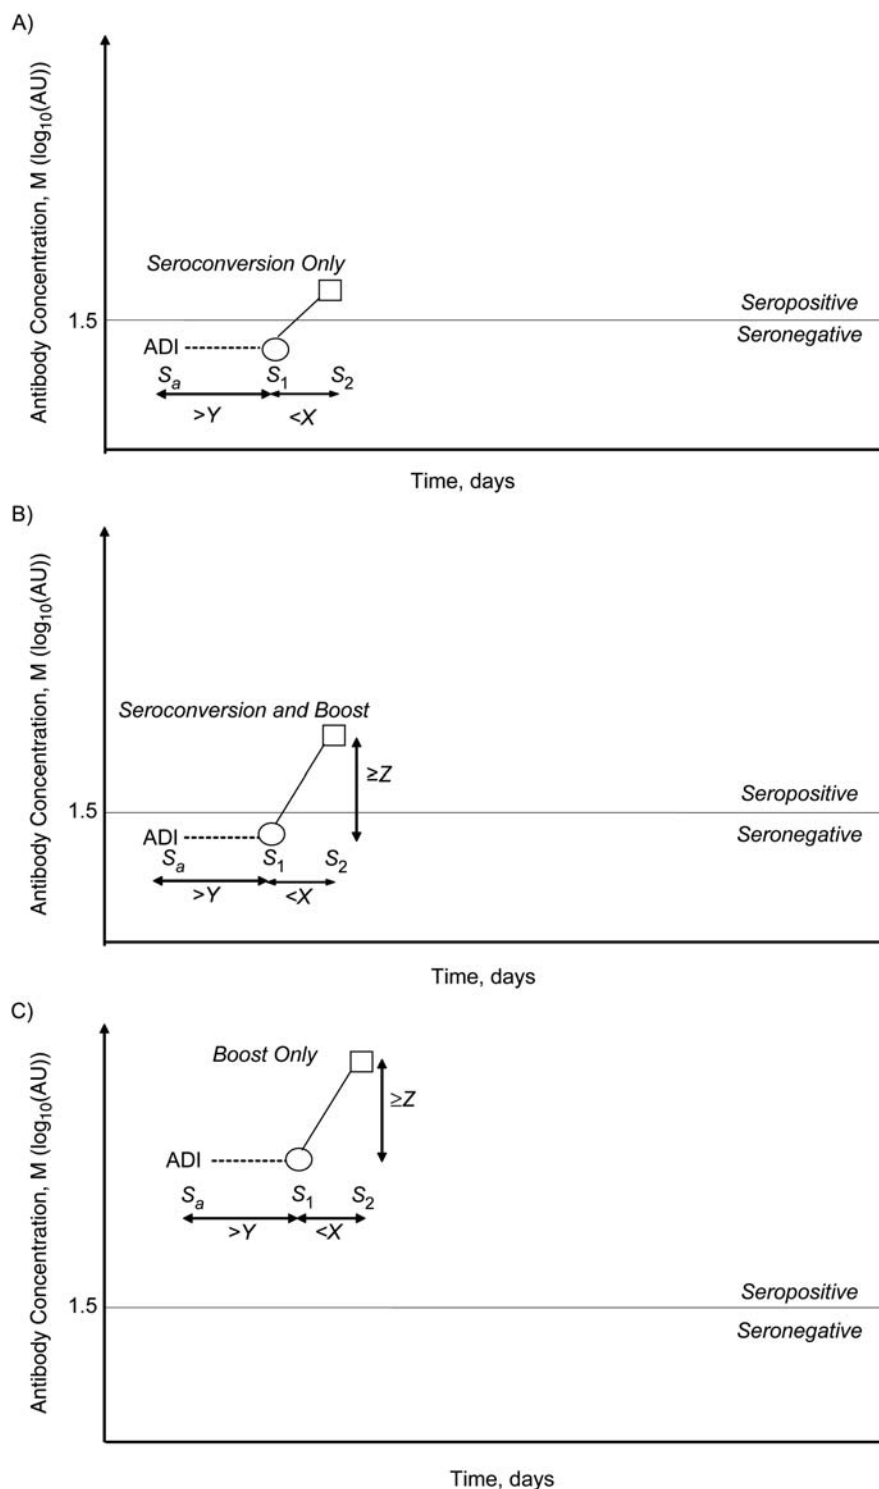 A)
Antibody Concentration, M (log10(AU))
Seroconversion Only
Seropositive
1.5
Seronegative
ADI
Sa S1 S2
>Y <X
Time, days
B)
Antibody Concentration, M (log10(AU))
Seroconversion and Boost
≥Z
Seropositive
1.5
Seronegative
ADI
Sa S1 S2
>Y <X
Time, days
C)
Antibody Concentration, M (log10(AU))
Boost Only
≥Z
ADI
Sa S1 S2
>Y <X
Seropositive
1.5
Seronegative
Time, days